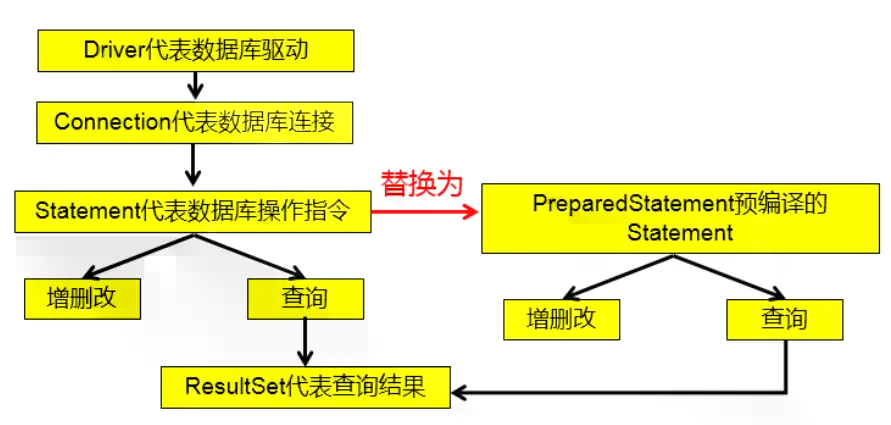 Driver代表数据库驱动
Connection代表数据库连接
替换为
Statement代表数据库操作指令
PreparedStatement预编译的
Statement
增删改
查询
增删改
查询
ResultSet代表查询结果